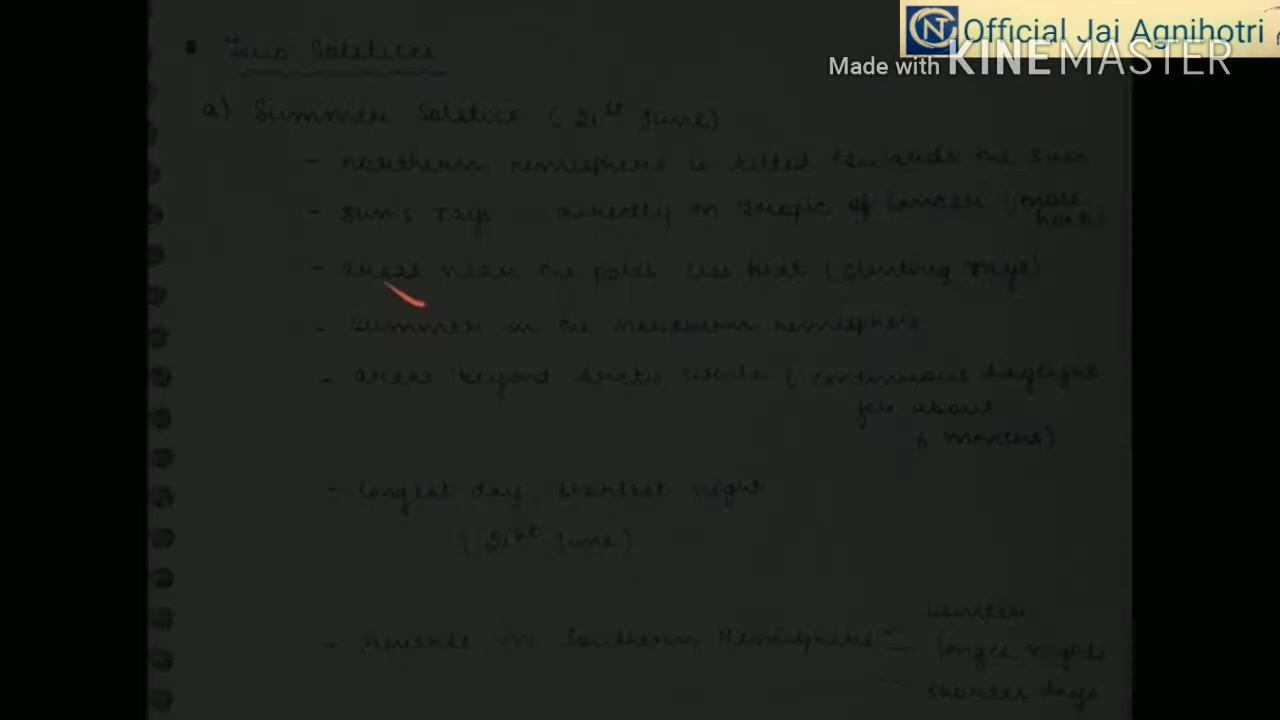 Official Jai Agnihotri
Made with KINEMASTER
Two Solstices
a) Summer Solstice ( 21st June)
- northern hemisphere is tilted towards the sun
- Sun's rays directly on Tropic of Cancer (more
heat)
- areas near the poles less heat (slanting rays)
- Summer in the northern hemisphere
- areas beyond arctic circle ( continuous daylight
for about
6 months)
- longest day, shortest night
( 21st June )
- Reverse in Southern Hemisphere - winter
- longer nights
- shorter days